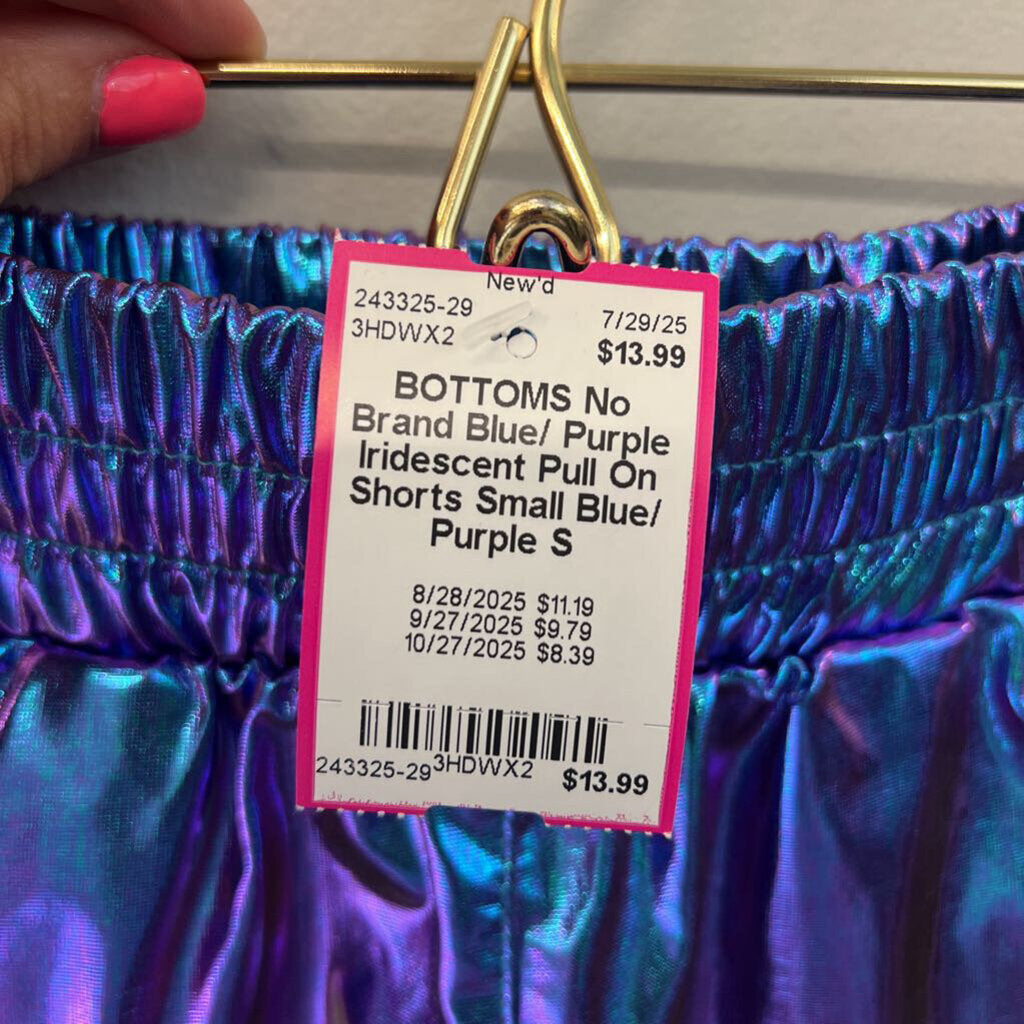 New'd
243325-29
7/29/25
3HDWX2
$13.99
BOTTOMS No
Brand Blue/ Purple
Iridescent Pull On
Shorts Small Blue/
Purple S
8/28/2025 $11.19
9/27/2025 $9.79
10/27/2025 $8.39
243325-29 3HDWX2 $13.99